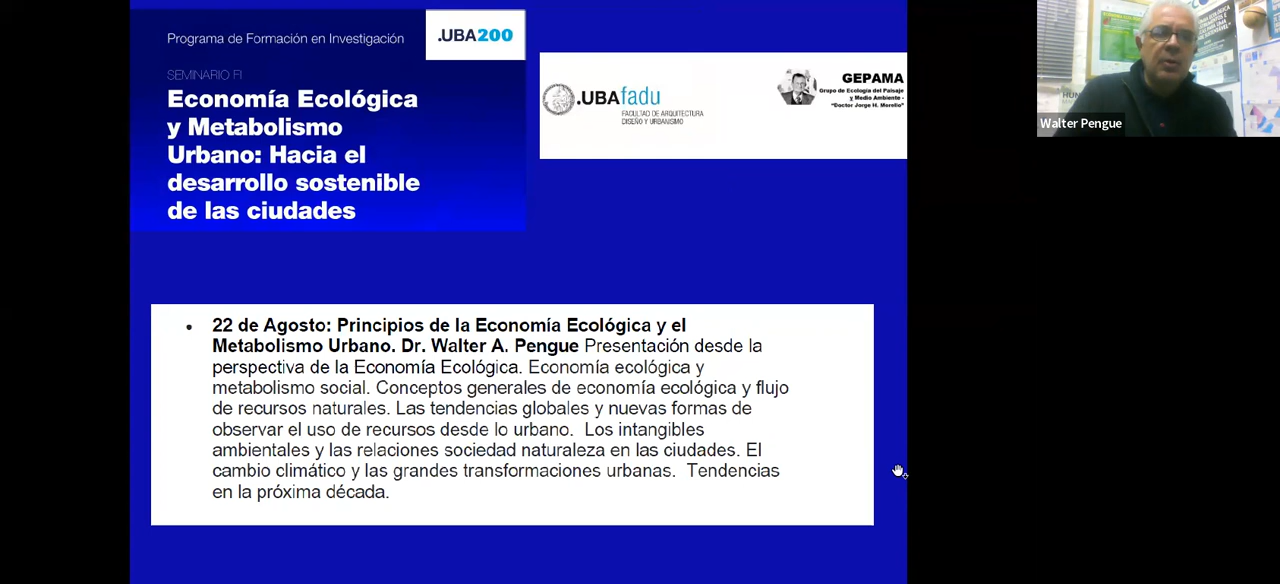 Programa de Formación en Investigación
.UBA200
SEMINARIO FI
Economía Ecológica
y Metabolismo
Urbano: Hacia el
desarrollo sostenible
de las ciudades
.UBAfadu
FACULTAD DE ARQUITECTURA
DISEÑO Y URBANISMO
GEPAMA
Grupo de Ecología del Paisaje
y Medio Ambiente -
"Doctor Jorge H. Morello"
Walter Pengue
• 22 de Agosto: Principios de la Economía Ecológica y el
Metabolismo Urbano. Dr. Walter A. Pengue Presentación desde la
perspectiva de la Economía Ecológica. Economía ecológica y
metabolismo social. Conceptos generales de economía ecológica y flujo
de recursos naturales. Las tendencias globales y nuevas formas de
observar el uso de recursos desde lo urbano. Los intangibles
ambientales y las relaciones sociedad naturaleza en las ciudades. El
cambio climático y las grandes transformaciones urbanas. Tendencias
en la próxima década.